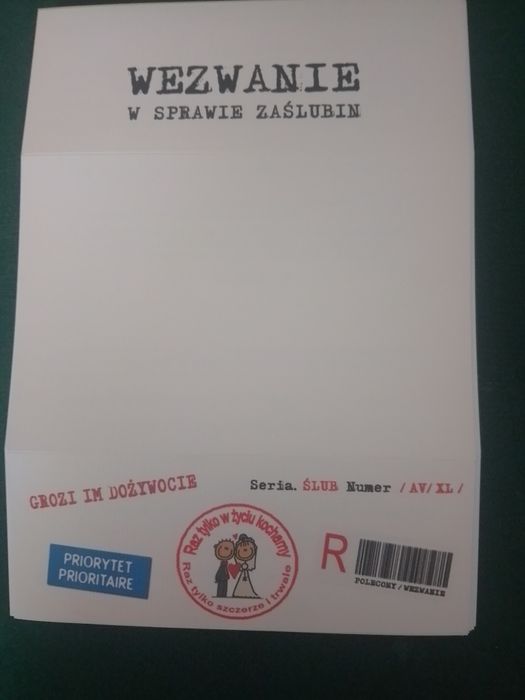 WEZWANIE
W SPRAWIE ZAŚLUBIN
GROZI IM DOŻYWOCIE
Seria. ŚLUB Numer / AV/ XL /
PRIORYTET
PRIORITAIRE
Raz tylko w życiu kochamy
Raz tylko szczerze i trwale
R
POLECONY/WEZWANIE